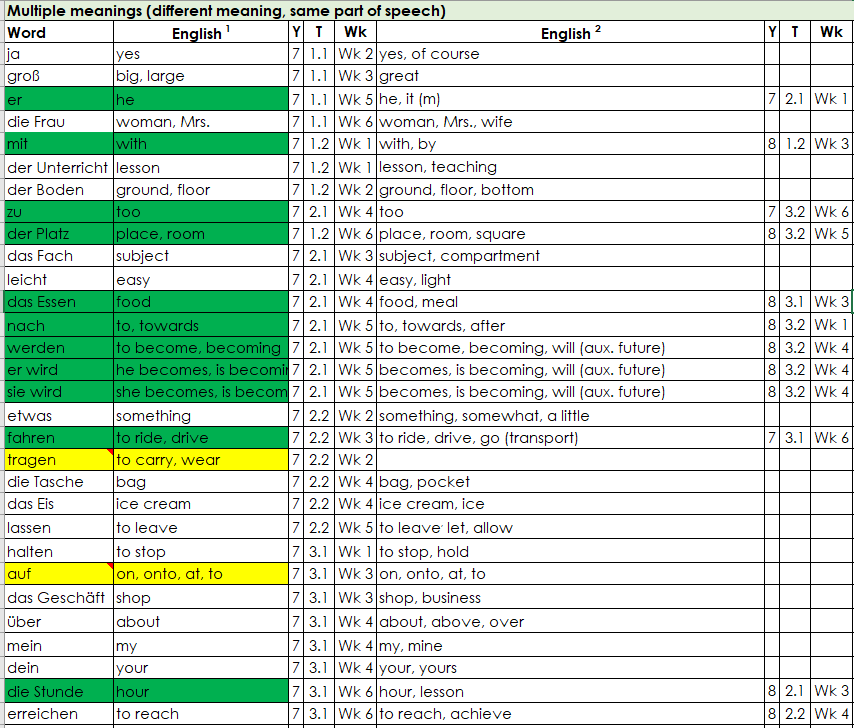 Multiple meanings (different meaning, same part of speech)
Word English 1 Y T Wk English 2 Y T Wk
ja yes 7 1.1 Wk 2 yes, of course
groß big, large 7 1.1 Wk 3 great
er he 7 1.1 Wk 5 he, it (m) 7 2.1 Wk 1
die Frau woman, Mrs. 7 1.1 Wk 6 woman, Mrs., wife
mit with 7 1.2 Wk 1 with, by 8 1.2 Wk 3
der Unterricht lesson 7 1.2 Wk 1 lesson, teaching
der Boden ground, floor 7 1.2 Wk 2 ground, floor, bottom
zu too 7 2.1 Wk 4 too 7 3.2 Wk 6
der Platz place, room 7 1.2 Wk 6 place, room, square 8 3.2 Wk 5
das Fach subject 7 2.1 Wk 3 subject, compartment
leicht easy 7 2.1 Wk 4 easy, light
das Essen food 7 2.1 Wk 4 food, meal 8 3.1 Wk 3
nach to, towards 7 2.1 Wk 5 to, towards, after 8 3.2 Wk 1
werden to become, becoming 7 2.1 Wk 5 to become, becoming, will (aux. future) 8 3.2 Wk 4
er wird he becomes, is becomin 7 2.1 Wk 5 becomes, is becoming, will (aux. future) 8 3.2 Wk 4
sie wird she becomes, is becom 7 2.1 Wk 5 becomes, is becoming, will (aux. future) 8 3.2 Wk 4
etwas something 7 2.2 Wk 2 something, somewhat, a little
fahren to ride, drive 7 2.2 Wk 3 to ride, drive, go (transport) 7 3.1 Wk 6
tragen to carry, wear 7 2.2 Wk 2
die Tasche bag 7 2.2 Wk 4 bag, pocket
das Eis ice cream 7 2.2 Wk 4 ice cream, ice
lassen to leave 7 2.2 Wk 5 to leave let, allow
halten to stop 7 3.1 Wk 1 to stop, hold
auf on, onto, at, to 7 3.1 Wk 3 on, onto, at, to
das Geschäft shop 7 3.1 Wk 3 shop, business
über about 7 3.1 Wk 4 about, above, over
mein my 7 3.1 Wk 4 my, mine
dein your 7 3.1 Wk 4 your, yours
die Stunde hour 7 3.1 Wk 6 hour, lesson 8 2.1 Wk 3
erreichen to reach 7 3.1 Wk 6 to reach, achieve 8 2.2 Wk 4